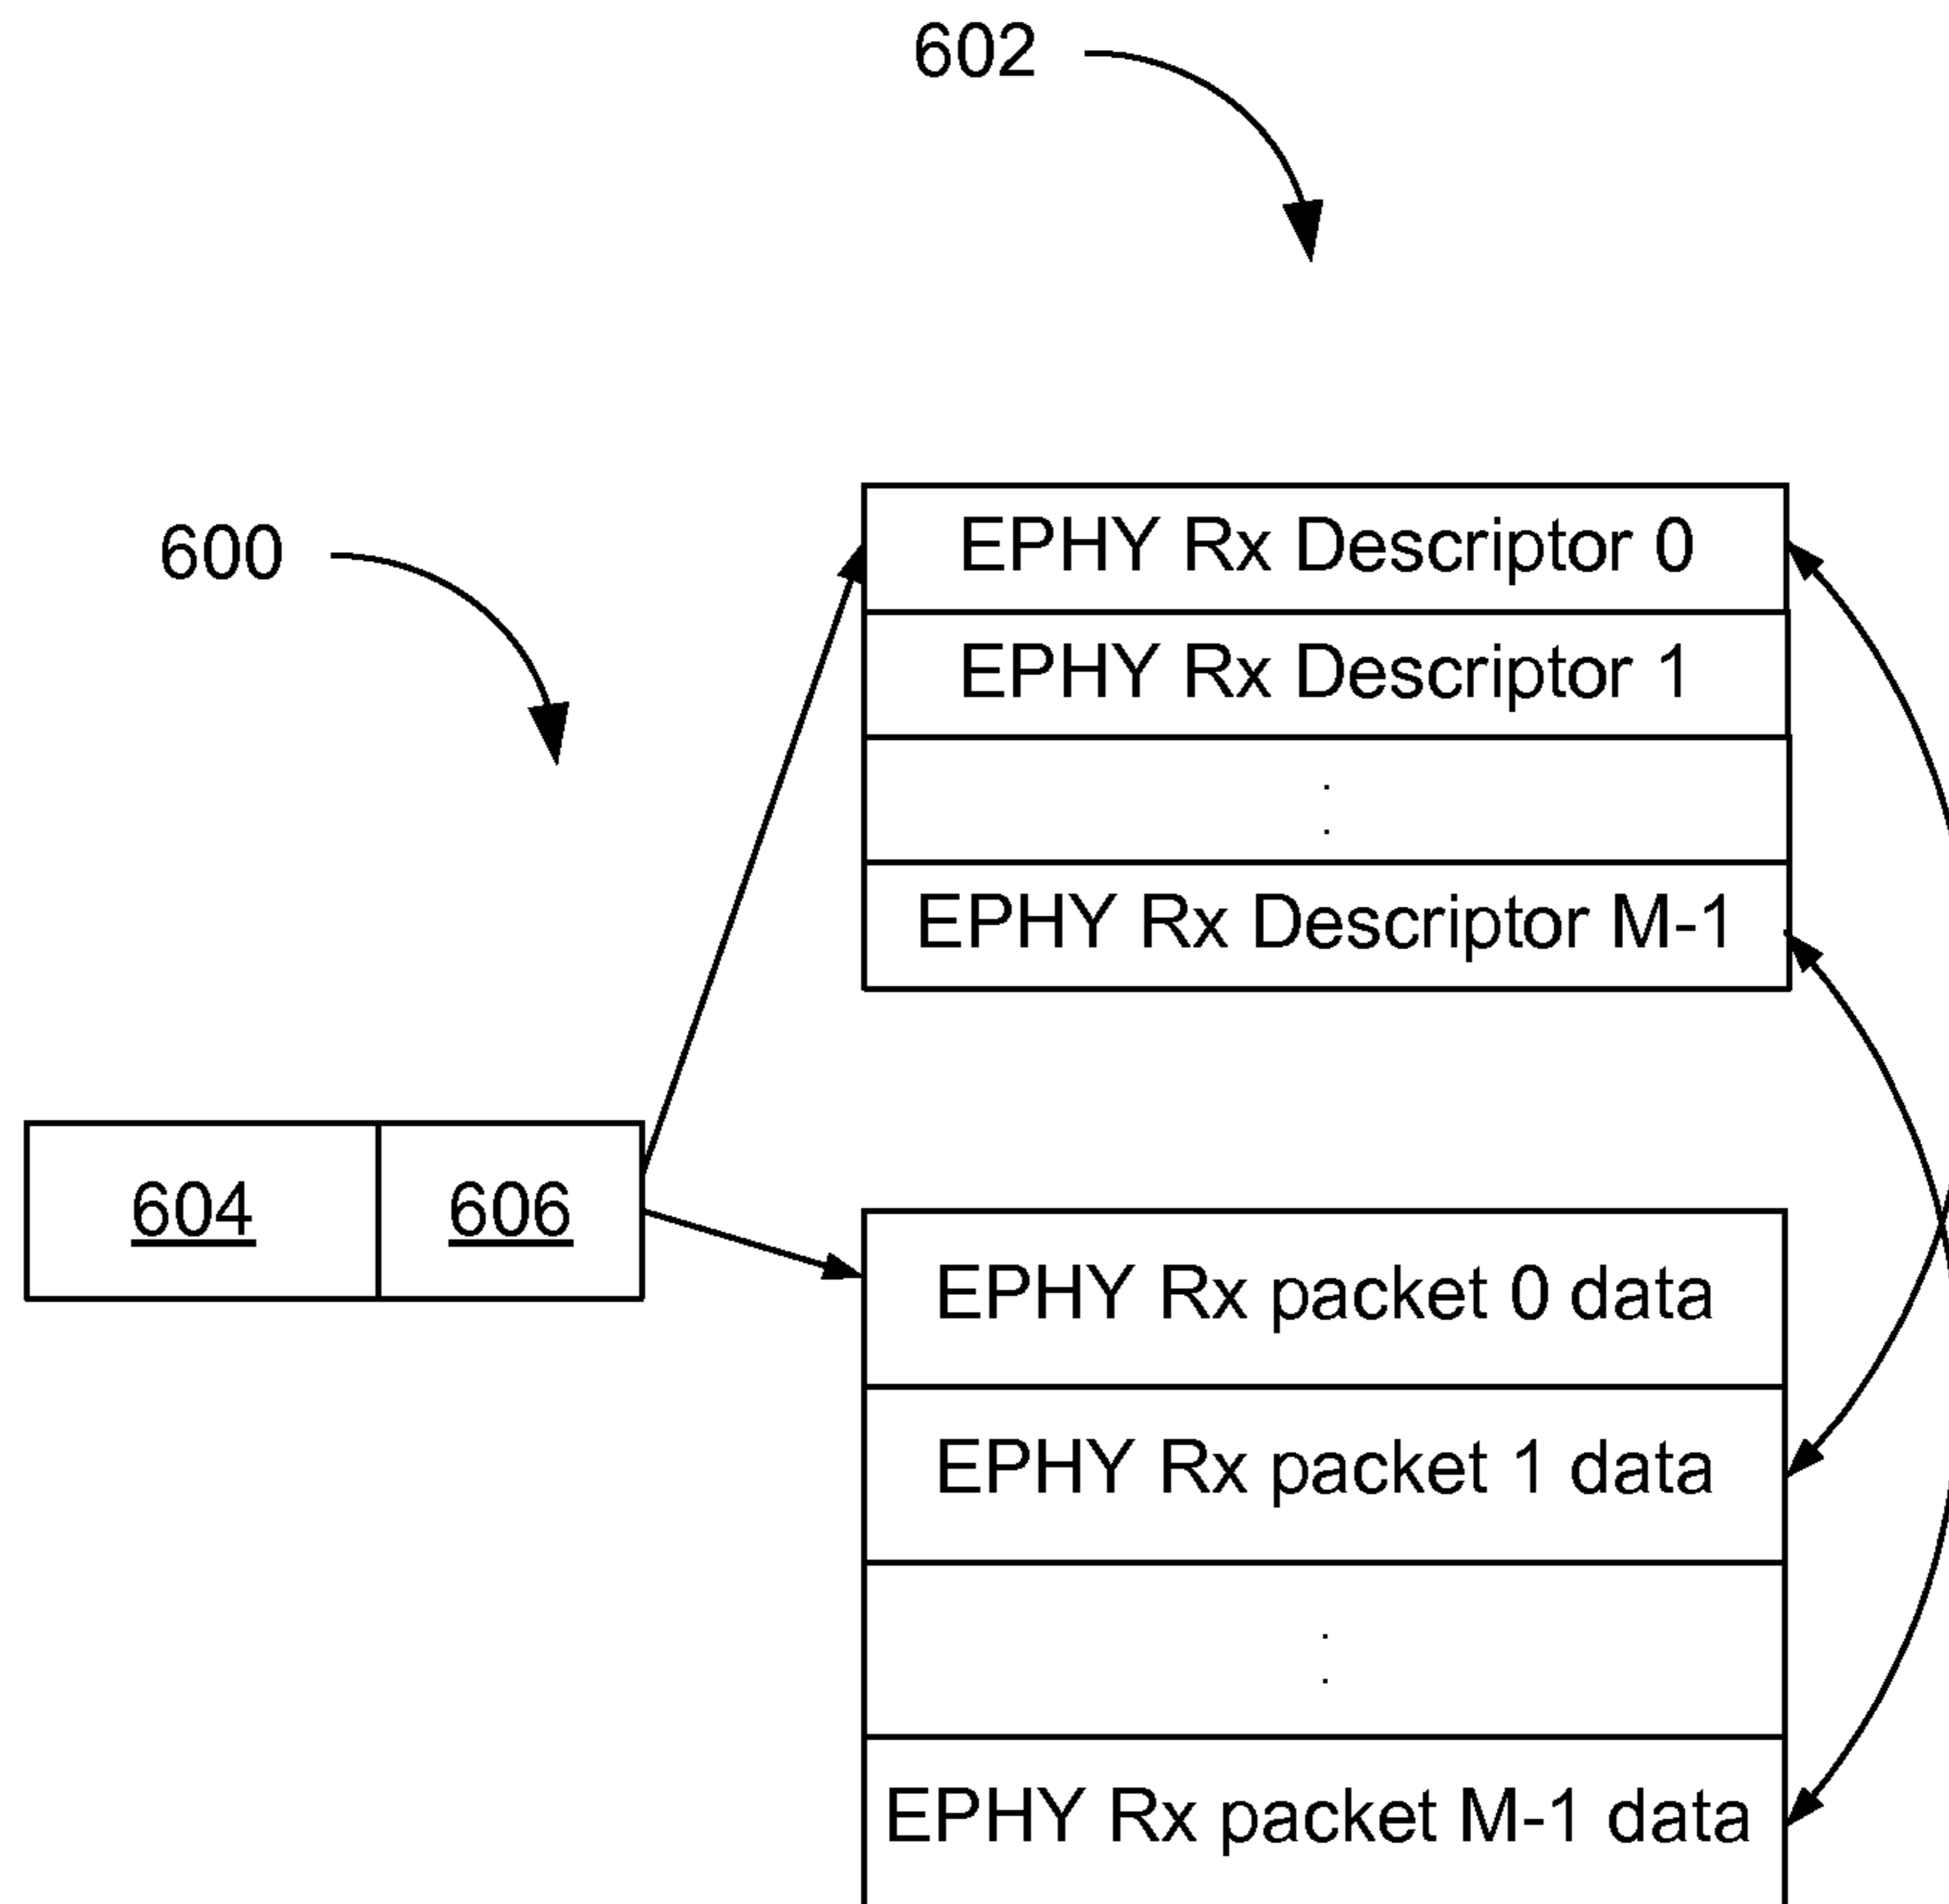 602
600
EPHY Rx Descriptor 0
EPHY Rx Descriptor 1
:
EPHY Rx Descriptor M-1
604 606
EPHY Rx packet 0 data
EPHY Rx packet 1 data
:
EPHY Rx packet M-1 data